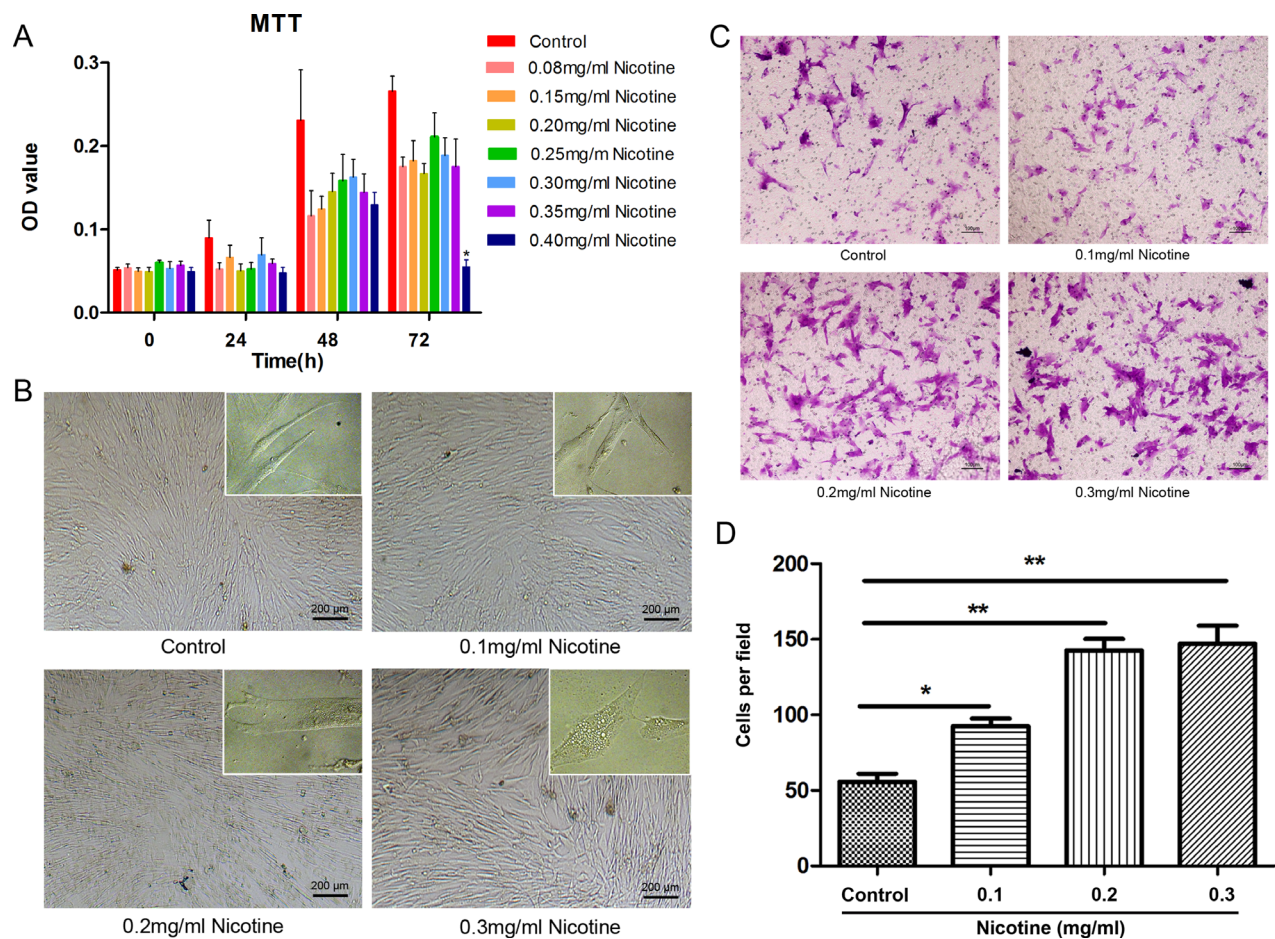 A
MTT
0.3
0.2
0.1
0.0
OD value
0
24
48
72
Time(h)
*
Control
0.08mg/ml Nicotine
0.15mg/ml Nicotine
0.20mg/ml Nicotine
0.25mg/m Nicotine
0.30mg/ml Nicotine
0.35mg/ml Nicotine
0.40mg/ml Nicotine
B
200 µm
Control
200 µm
0.1mg/ml Nicotine
200 µm
0.2mg/ml Nicotine
200 µm
0.3mg/ml Nicotine
C
100µm
Control
100µm
0.1mg/ml Nicotine
100µm
0.2mg/ml Nicotine
100µm
0.3mg/ml Nicotine
D
200
150
100
50
0
Cells per field
*
**
**
Control
0.1
0.2
0.3
Nicotine (mg/ml)